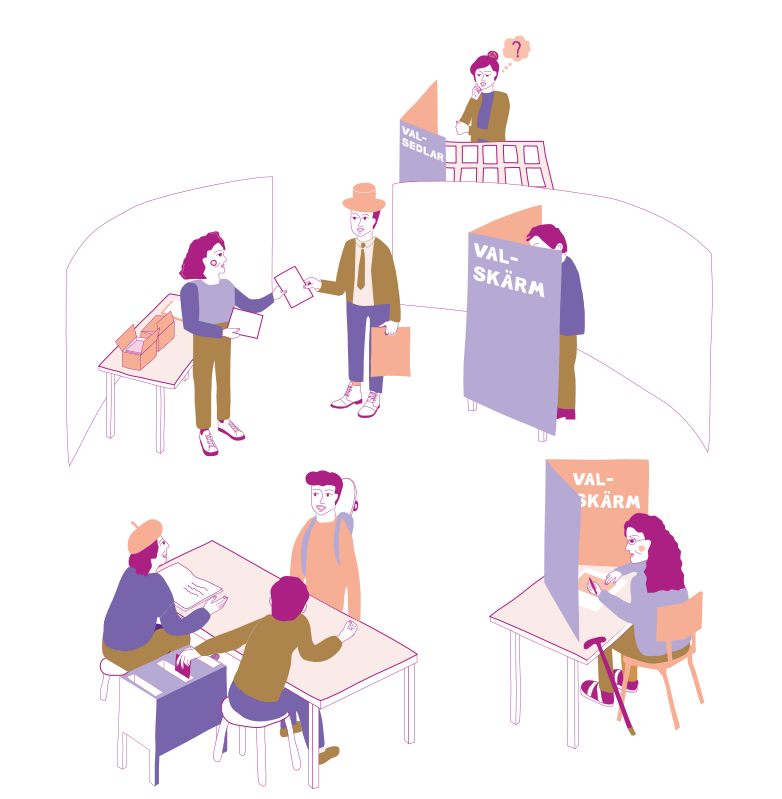 ?
VAL-
SEDLAR
VAL-
SKÄRM
VAL-
SKÄRM